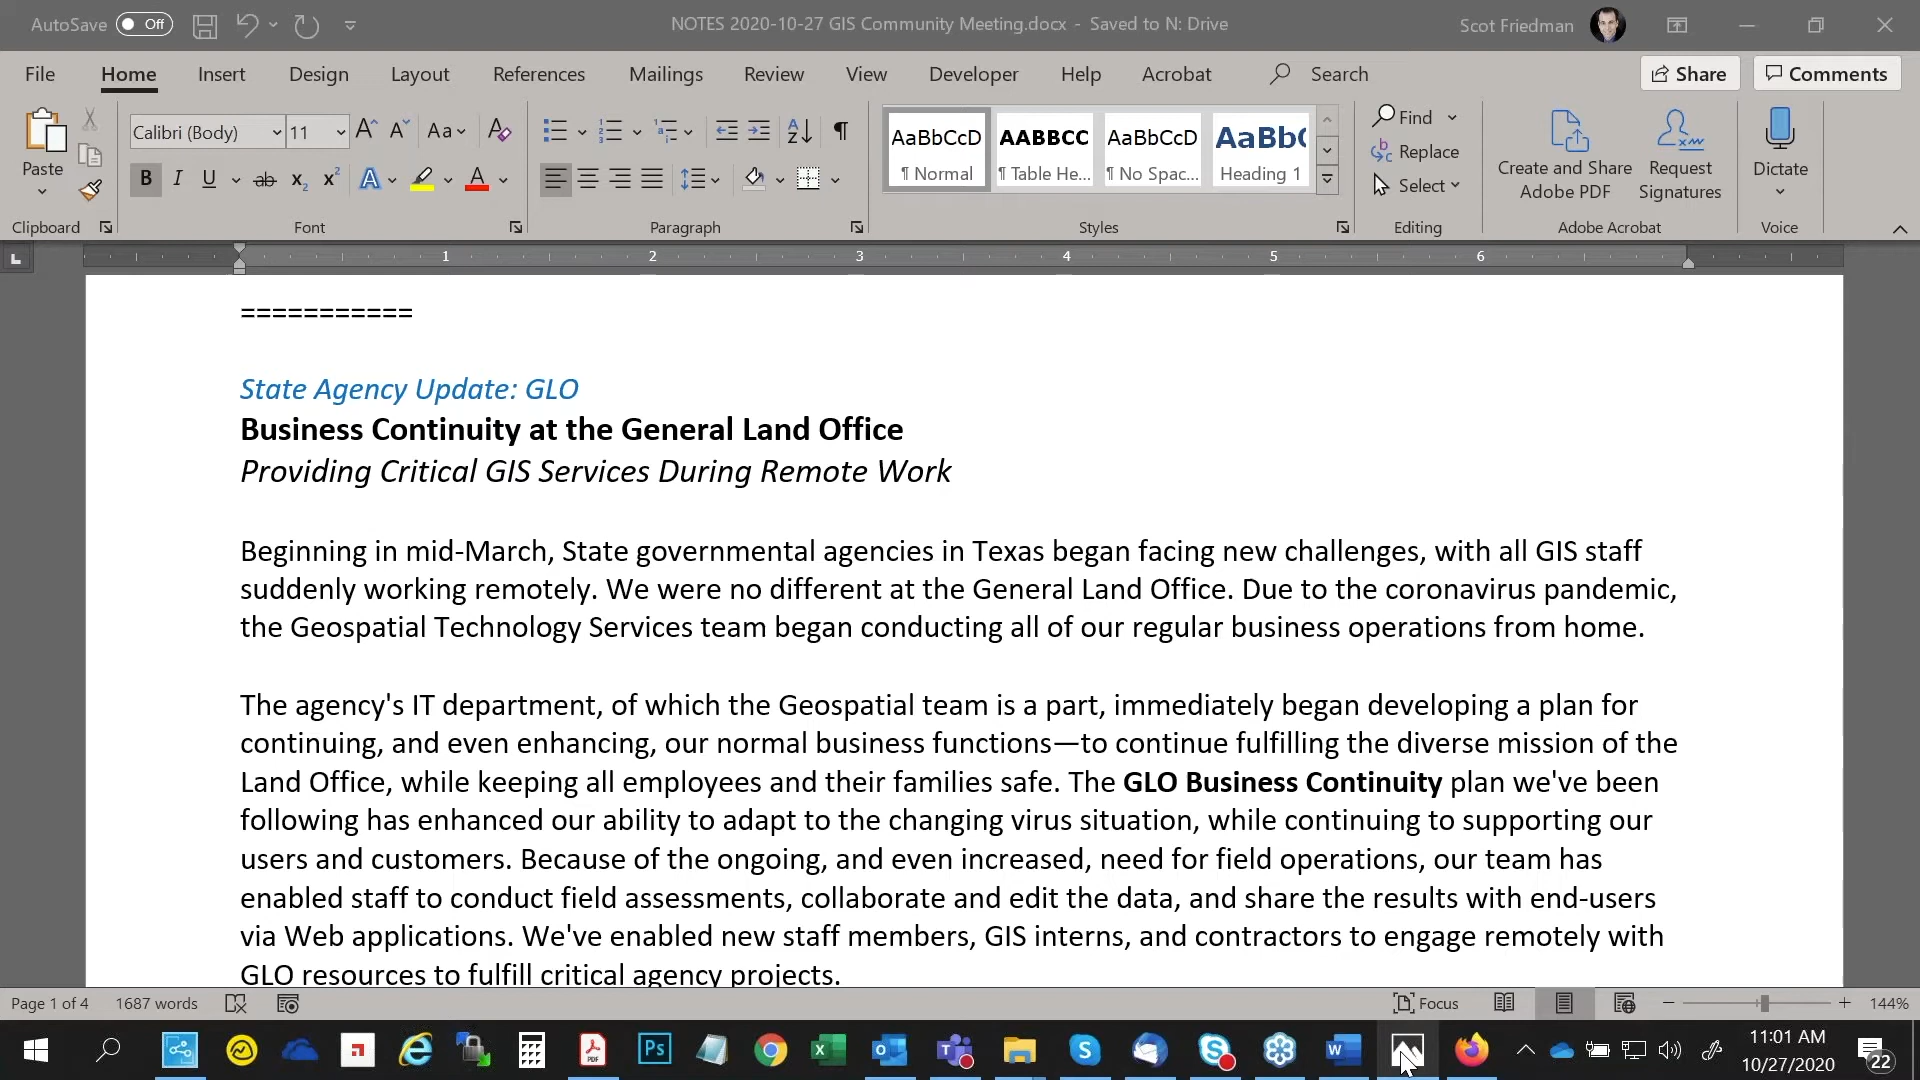 AutoSave Off
NOTES 2020-10-27 GIS Community Meeting.docx - Saved to N: Drive
Scot Friedman
File Home Insert Design Layout References Mailings Review View Developer Help Acrobat Search Share Comments
Paste
Clipboard
Calibri (Body) 11
Aa
B I U ab x2 x2 A A
Font
Paragraph
AaBbCcD AABBCC AaBbCcD AaBb(
¶ Normal ¶ Table He... ¶ No Spac... Heading 1
Styles
Find
Replace
Select
Editing
Create and Share
Adobe PDF
Request
Signatures
Adobe Acrobat
Dictate
Voice
1 2 3 4 5 6
===========
State Agency Update: GLO
Business Continuity at the General Land Office
Providing Critical GIS Services During Remote Work
Beginning in mid-March, State governmental agencies in Texas began facing new challenges, with all GIS staff
suddenly working remotely. We were no different at the General Land Office. Due to the coronavirus pandemic,
the Geospatial Technology Services team began conducting all of our regular business operations from home.
The agency's IT department, of which the Geospatial team is a part, immediately began developing a plan for
continuing, and even enhancing, our normal business functions—to continue fulfilling the diverse mission of the
Land Office, while keeping all employees and their families safe. The GLO Business Continuity plan we've been
following has enhanced our ability to adapt to the changing virus situation, while continuing to supporting our
users and customers. Because of the ongoing, and even increased, need for field operations, our team has
enabled staff to conduct field assessments, collaborate and edit the data, and share the results with end-users
via Web applications. We've enabled new staff members, GIS interns, and contractors to engage remotely with
GLO resources to fulfill critical agency projects.
Page 1 of 4 1687 words
Focus
144%
11:01 AM
10/27/2020
22